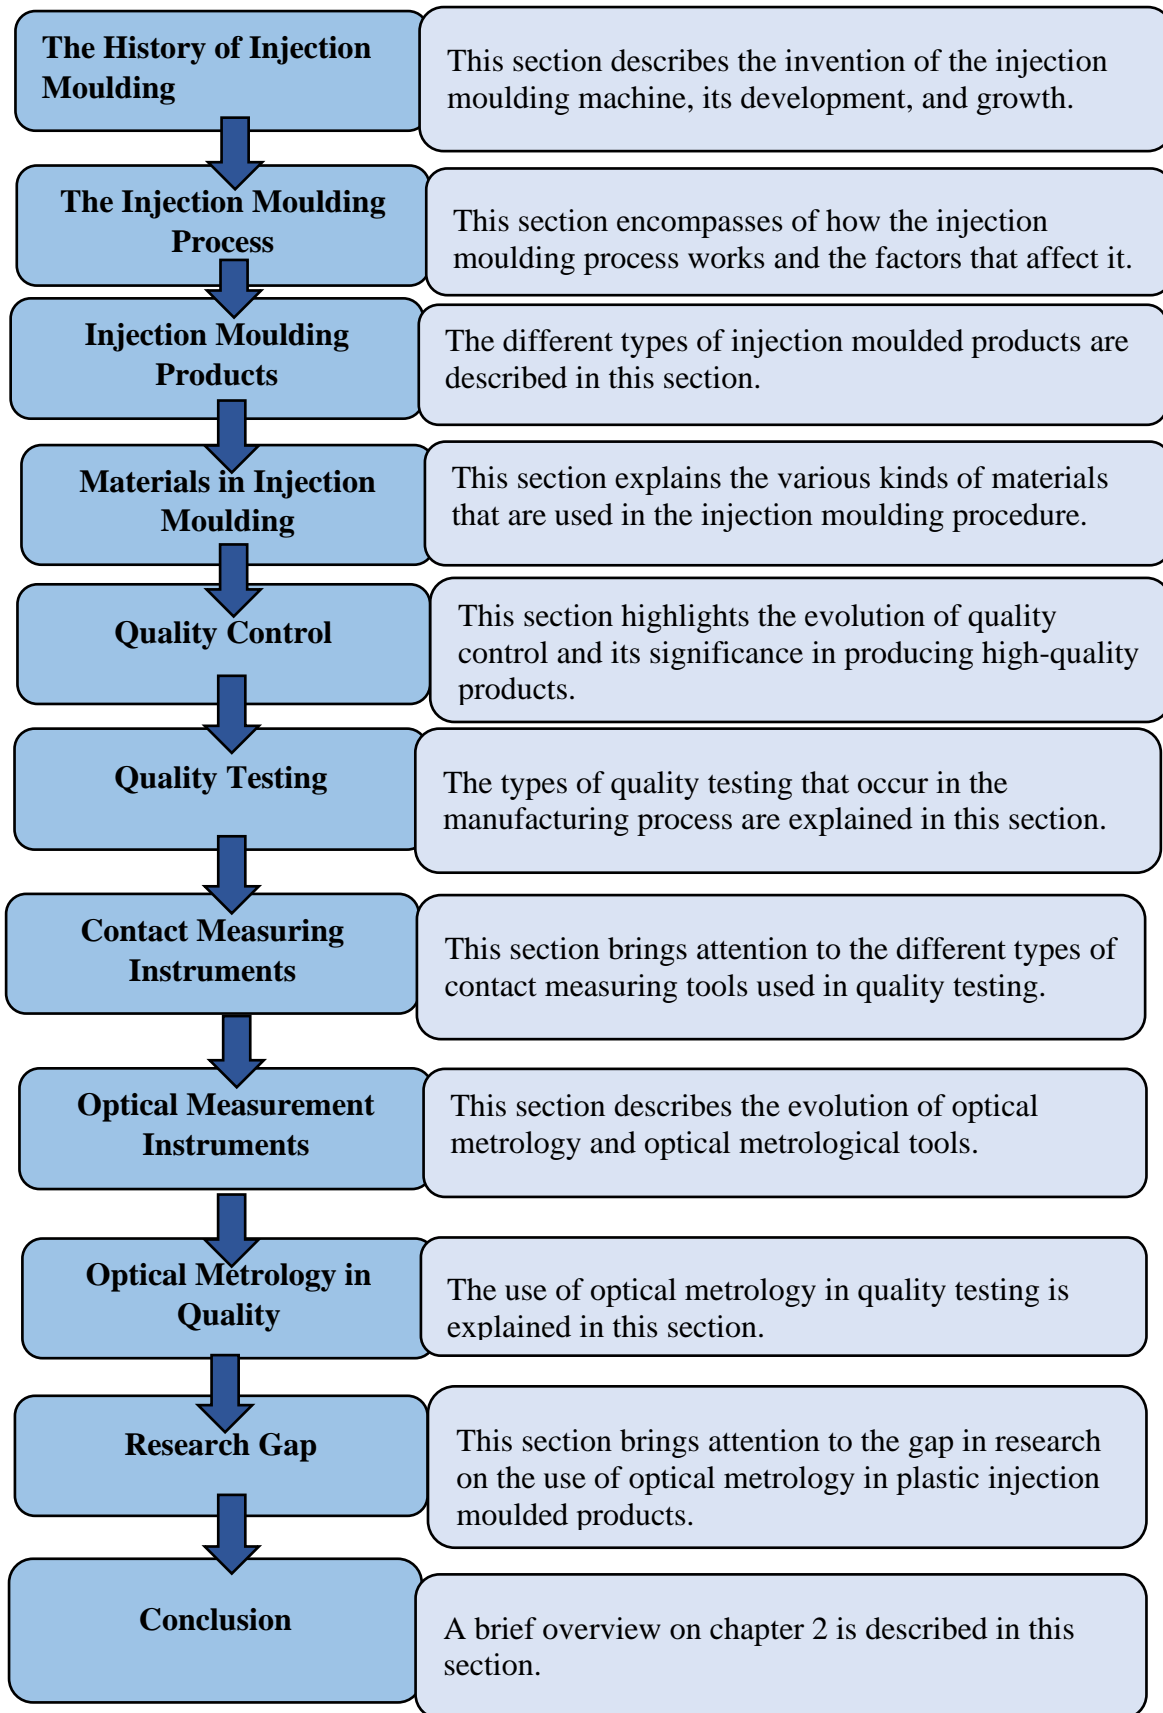 The History of Injection
Moulding
This section describes the invention of the injection
moulding machine, its development, and growth.
The Injection Moulding
Process
This section encompasses of how the injection
moulding process works and the factors that affect it.
Injection Moulding
Products
The different types of injection moulded products are
described in this section.
Materials in Injection
Moulding
This section explains the various kinds of materials
that are used in the injection moulding procedure.
Quality Control
This section highlights the evolution of quality
control and its significance in producing high-quality
products.
Quality Testing
The types of quality testing that occur in the
manufacturing process are explained in this section.
Contact Measuring
Instruments
This section brings attention to the different types of
contact measuring tools used in quality testing.
Optical Measurement
Instruments
This section describes the evolution of optical
metrology and optical metrological tools.
Optical Metrology in
Quality
The use of optical metrology in quality testing is
explained in this section.
Research Gap
This section brings attention to the gap in research
on the use of optical metrology in plastic injection
moulded products.
Conclusion
A brief overview on chapter 2 is described in this
section.